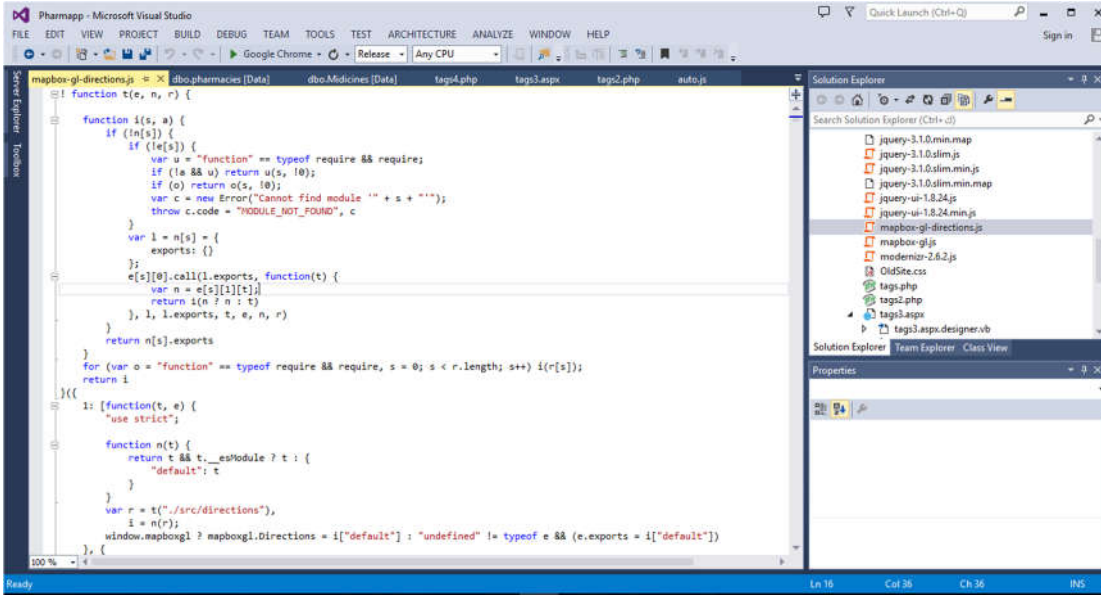 Pharmapp - Microsoft Visual Studio
Quick Launch (Ctrl+Q)
FILE EDIT VIEW PROJECT BUILD DEBUG TEAM TOOLS TEST ARCHITECTURE ANALYZE WINDOW HELP
Sign in
Google Chrome
Release
Any CPU
Server Explorer
Toolbox
mapbox-gl-directions.js dbo.pharmacies [Data] dbo.Midicines [Data] tags4.php tags3.aspx tags2.php auto.js
! function t(e, n, r) {
function i(s, a) {
if (!n[s]) {
if (!e[s]) {
var u = "function" == typeof require && require;
if (!a && u) return u(s, !0);
if (o) return o(s, !0);
var c = new Error("Cannot find module '" + s + "'");
throw c.code = "MODULE_NOT_FOUND", c
}
var l = n[s] = {
exports: {}
};
e[s][0].call(l.exports, function(t) {
var n = e[s][1][t];
return i(n ? n : t)
}, l, l.exports, t, e, n, r)
}
return n[s].exports
}
for (var o = "function" == typeof require && require, s = 0; s < r.length; s++) i(r[s]);
return i
}({
1: [function(t, e) {
"use strict";
function n(t) {
return t && t.__esModule ? t : {
"default": t
}
}
var r = t("./src/directions"),
i = n(r);
window.mapboxgl ? mapboxgl.Directions = i["default"] : "undefined" != typeof e && (e.exports = i["default"])
}, {
100 %
Solution Explorer
Search Solution Explorer (Ctrl+;)
jquery-3.1.0.min.map
jquery-3.1.0.slim.js
jquery-3.1.0.slim.min.js
jquery-3.1.0.slim.min.map
jquery-ui-1.8.24.js
jquery-ui-1.8.24.min.js
mapbox-gl-directions.js
mapbox-gl.js
modernizr-2.6.2.js
OldSite.css
tags.php
tags2.php
tags3.aspx
tags3.aspx.designer.vb
Solution Explorer Team Explorer Class View
Properties
Ready
Ln 16 Col 36 Ch 36 INS